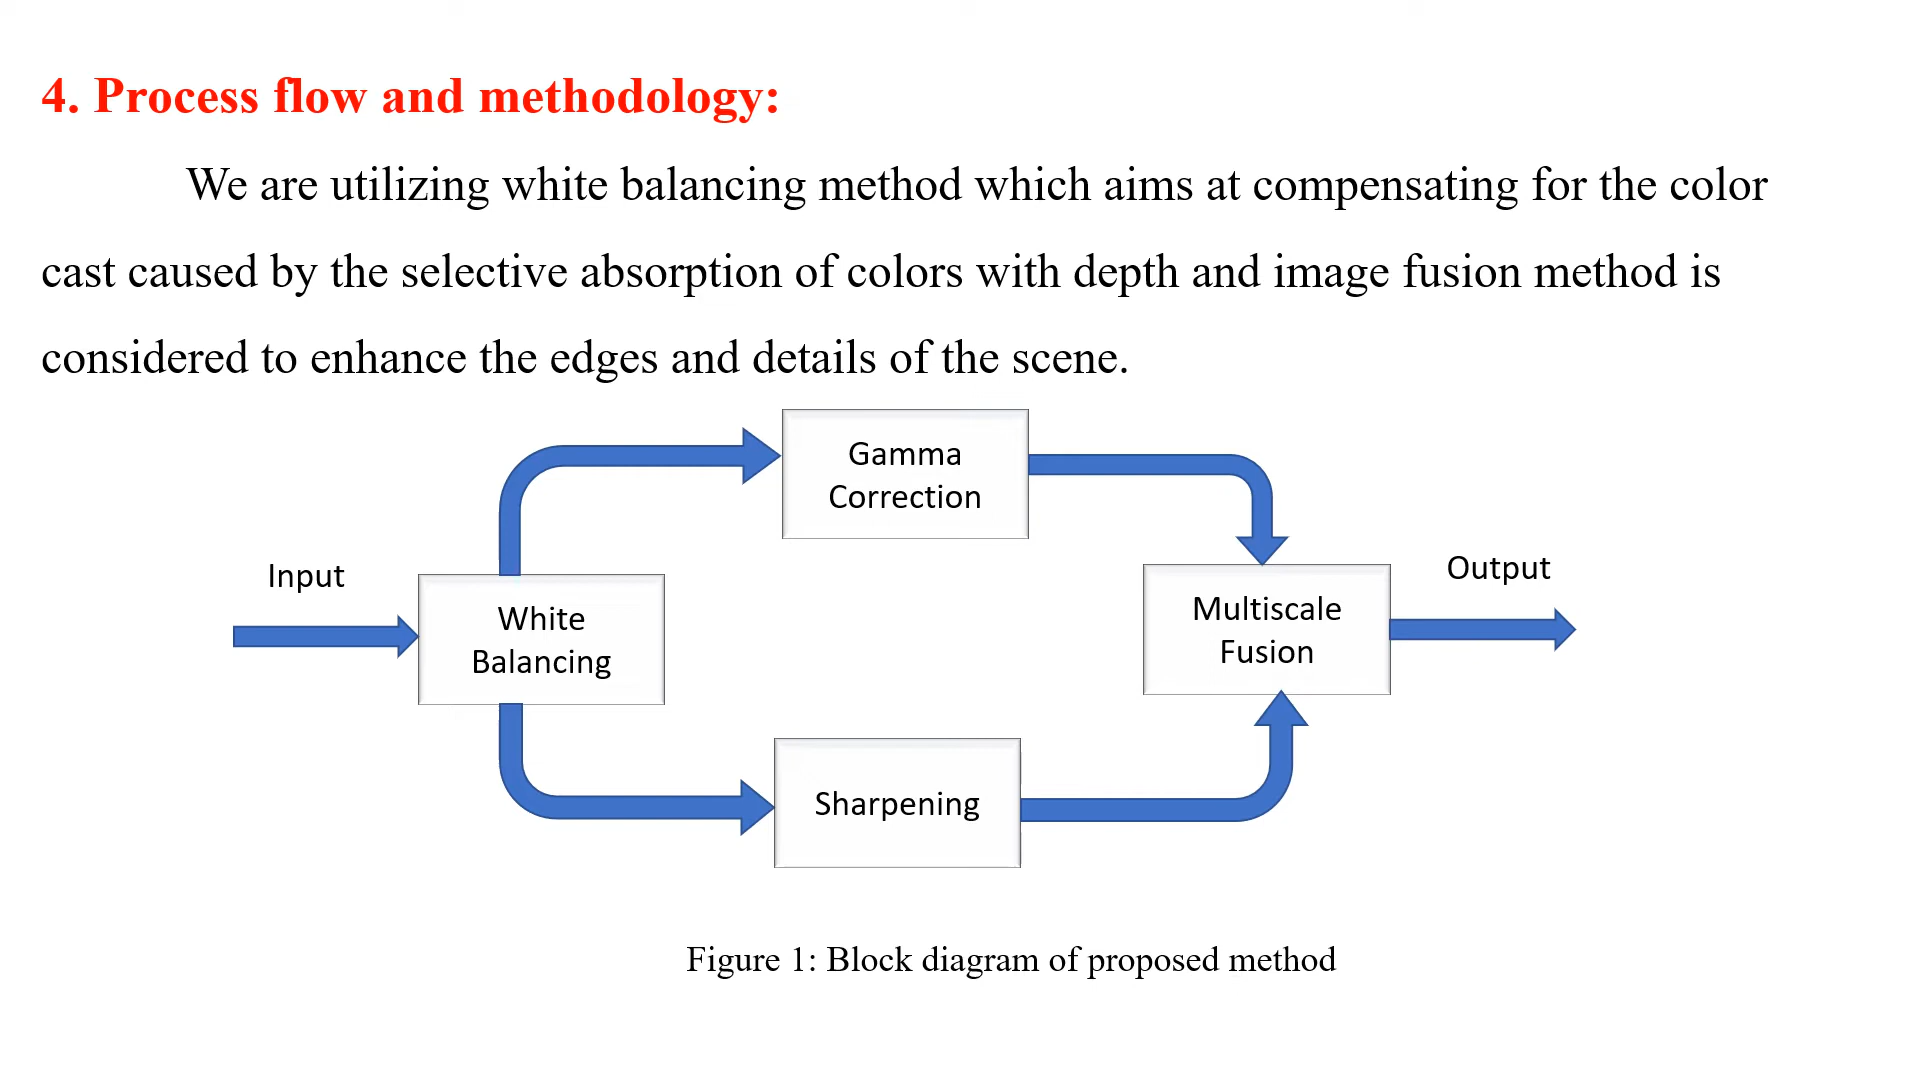 4. Process flow and methodology:
We are utilizing white balancing method which aims at compensating for the color
cast caused by the selective absorption of colors with depth and image fusion method is
considered to enhance the edges and details of the scene.
Gamma
Correction
Input
Output
White
Balancing
Multiscale
Fusion
Sharpening
Figure 1: Block diagram of proposed method